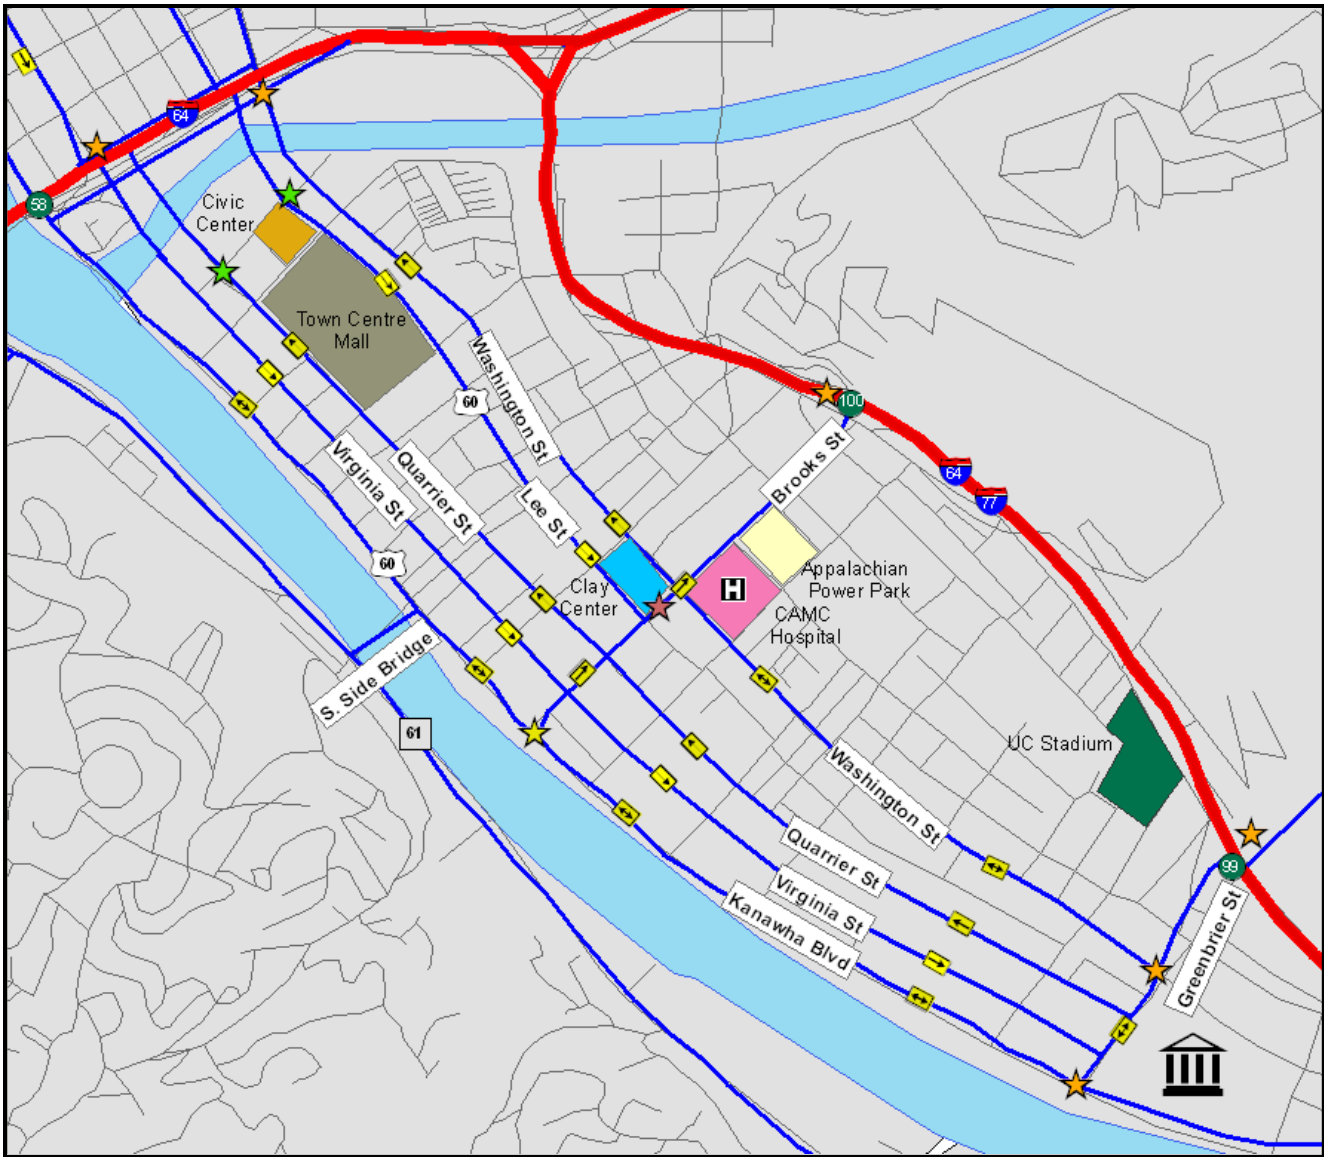 64
58
Civic
Center
Town Centre
Mall
Washington St
60
100
Brooks St
64
77
Virginia St
Quarrier St
Lee St
60
Clay
Center
H
Appalachian
Power Park
CAMC
Hospital
S. Side Bridge
61
UC Stadium
Washington St
Quarrier St
99
Virginia St
Kanawha Blvd
Greenbrier St